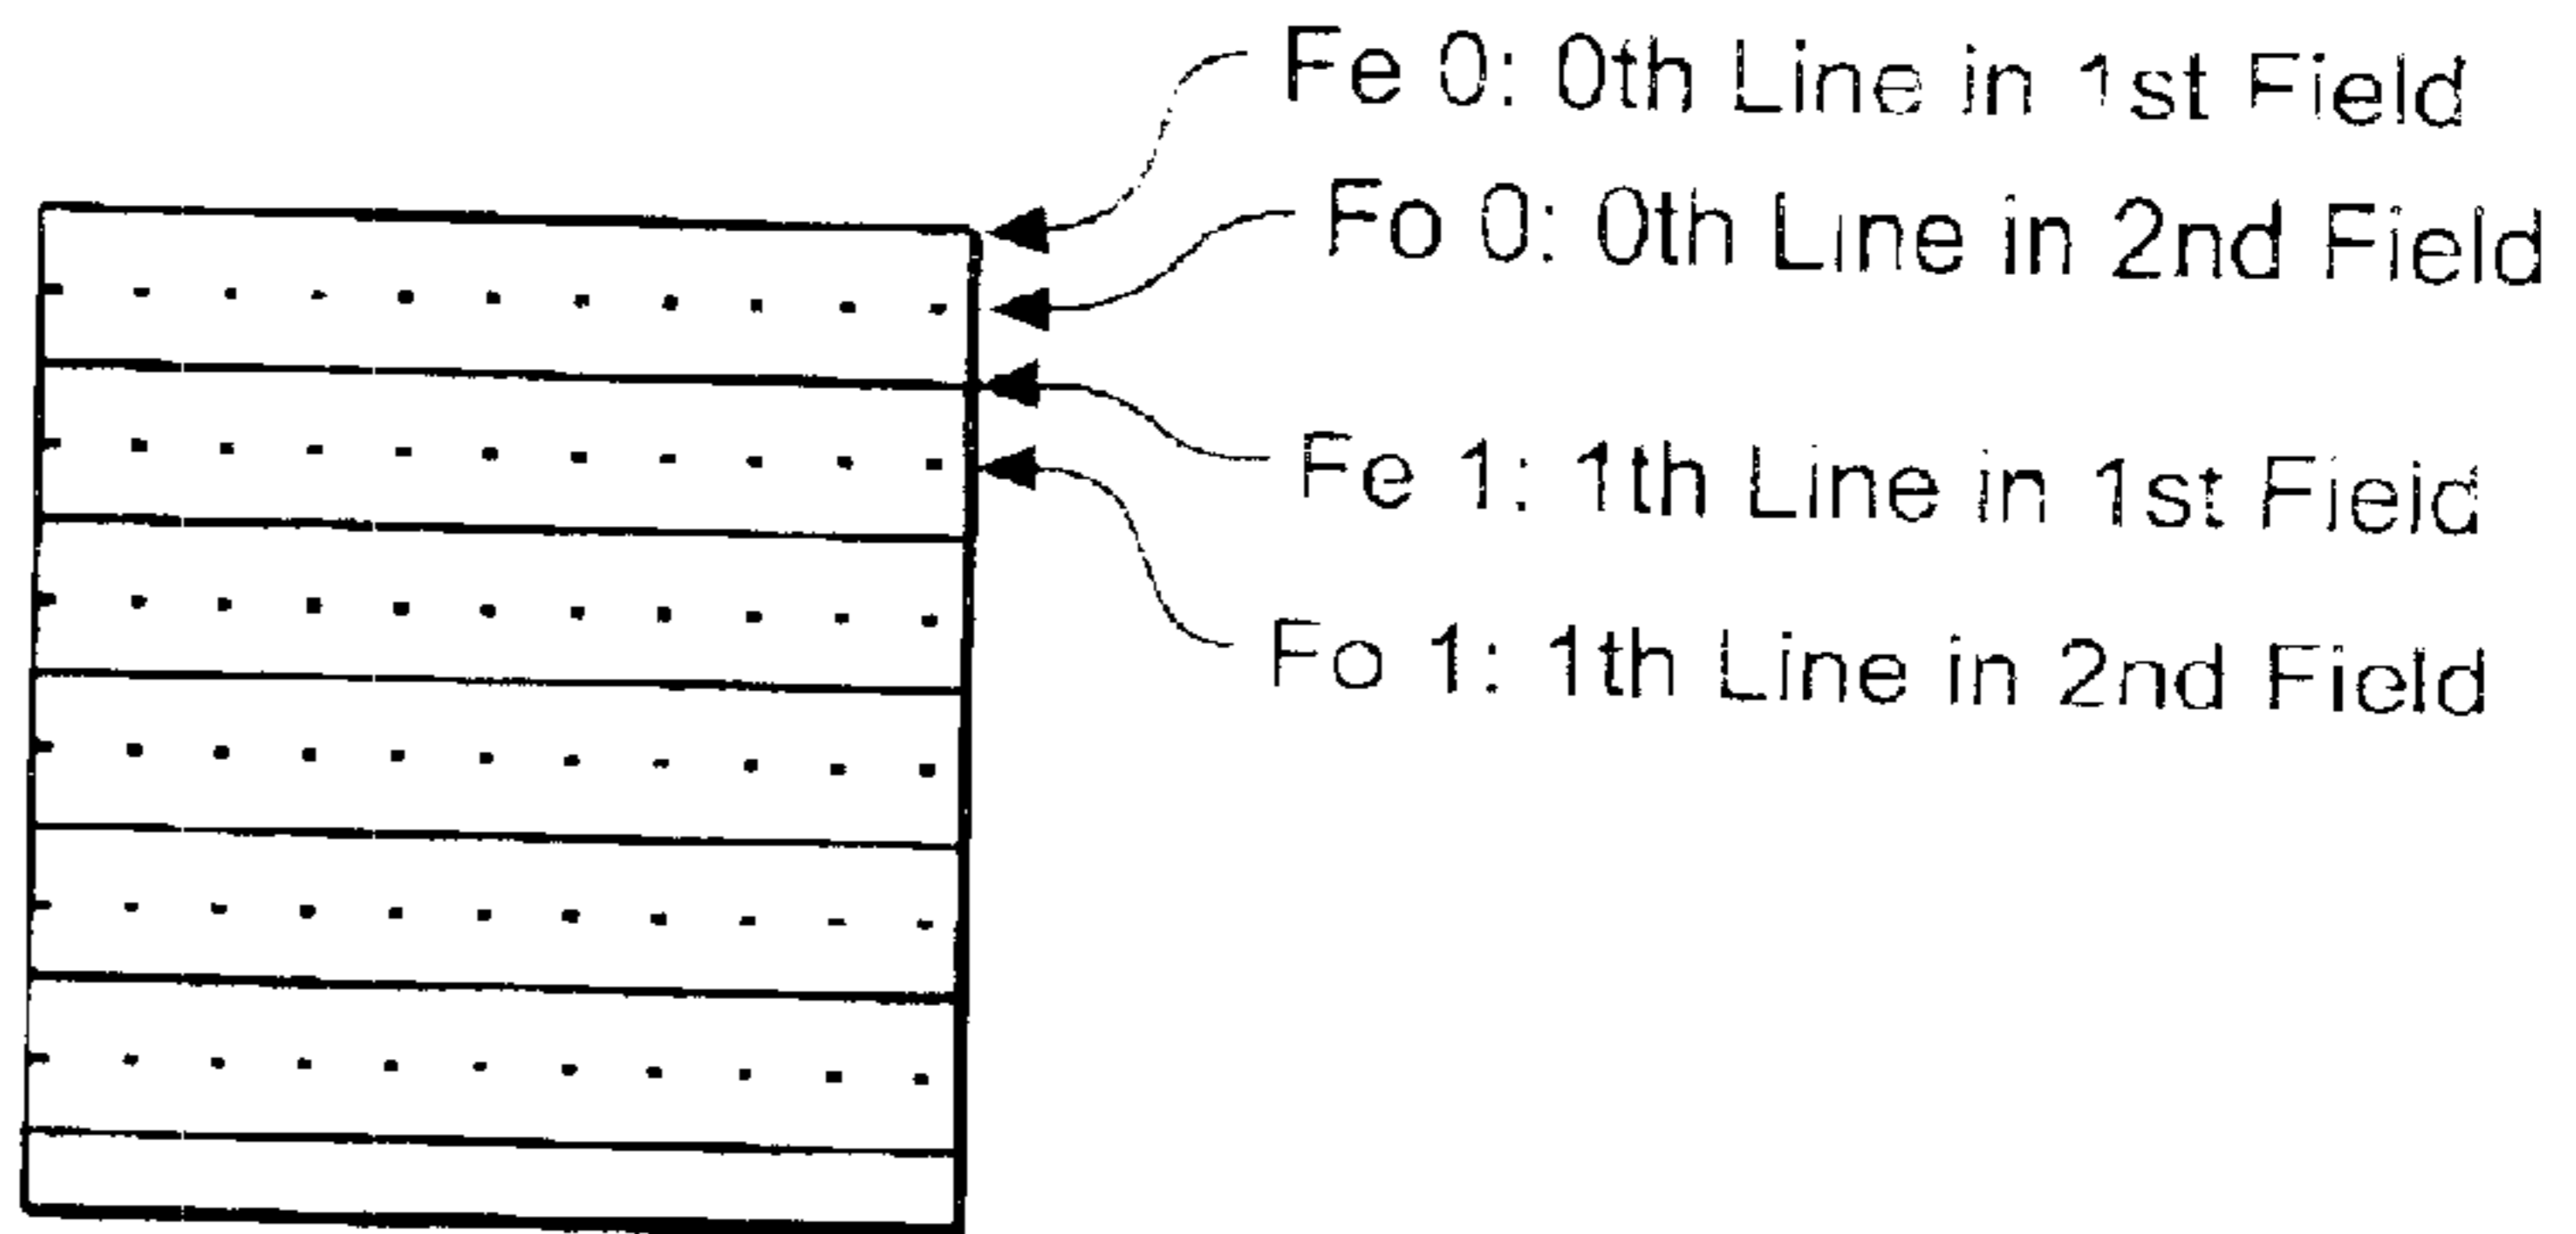 Fe 0: 0th Line in 1st Field
Fo 0: 0th Line in 2nd Field
Fe 1: 1th Line in 1st Field
Fo 1: 1th Line in 2nd Field